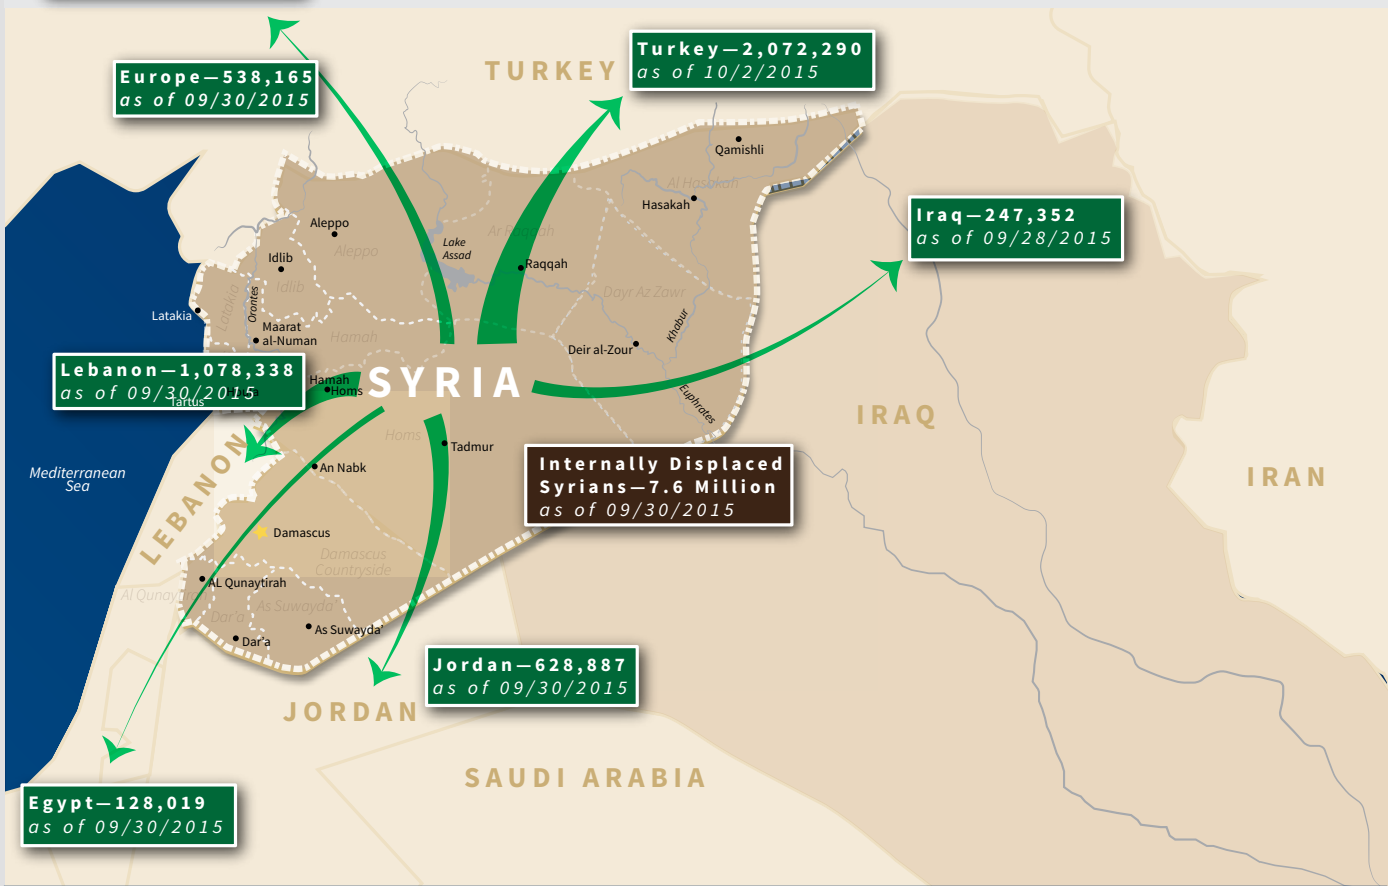 Europe—538,165
as of 09/30/2015
TURKEY
Turkey—2,072,290
as of 10/2/2015
Qamishli
Al Hasakah
Hasakah
Iraq—247,352
as of 09/28/2015
Aleppo
Aleppo
Lake
Assad
Ar Raqqah
Raqqah
Idlib
Idlib
Latakia
Orontes
Latakia
Dayr Az Zawr
Khabur
Maarat
al-Numan
Hamah
Deir al-Zour
Lebanon—1,078,338
as of 09/30/2015
Tartus
Hamah
Homs
SYRIA
Euphrates
IRAQ
Homs
Tadmur
An Nabk
Internally Displaced
Syrians—7.6 Million
as of 09/30/2015
IRAN
Mediterranean
Sea
LEBANON
Damascus
Damascus
Countryside
AL Qunaytirah
Al Qunaytirah
Dar'a
As Suwayda'
As Suwayda'
Dar'a
Jordan—628,887
as of 09/30/2015
JORDAN
SAUDI ARABIA
Egypt—128,019
as of 09/30/2015